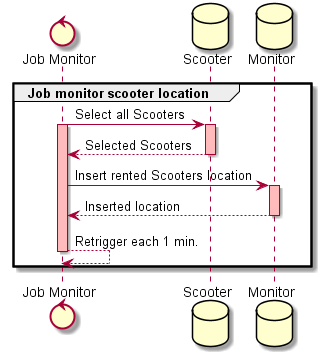 Job Monitor
Scooter
Monitor
Job monitor scooter location
Select all Scooters
Selected Scooters
Insert rented Scooters location
Inserted location
Retrigger each 1 min.
Job Monitor
Scooter
Monitor